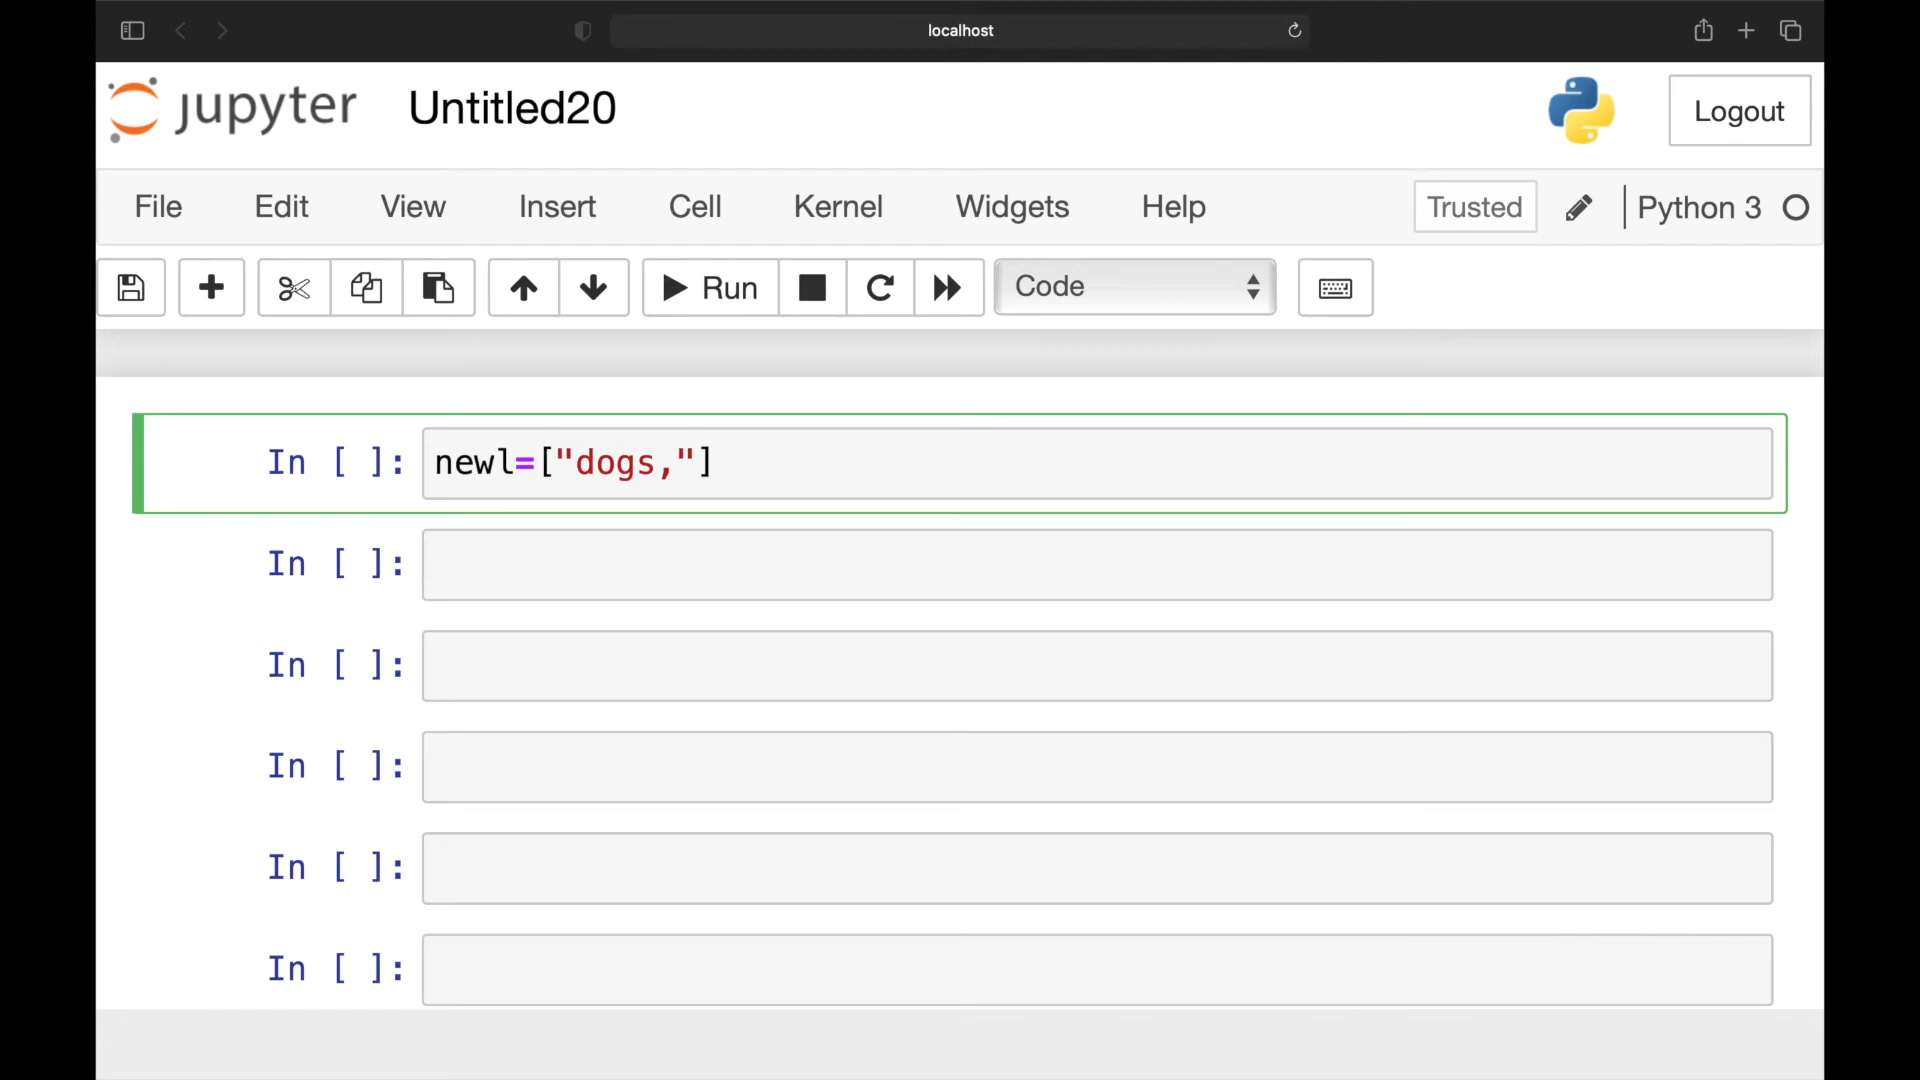 localhost
jupyter Untitled20
Logout
File Edit View Insert Cell Kernel Widgets Help Trusted Python 3
Run Code
In [ ]: newl=["dogs,"]
In [ ]:
In [ ]:
In [ ]:
In [ ]:
In [ ]: